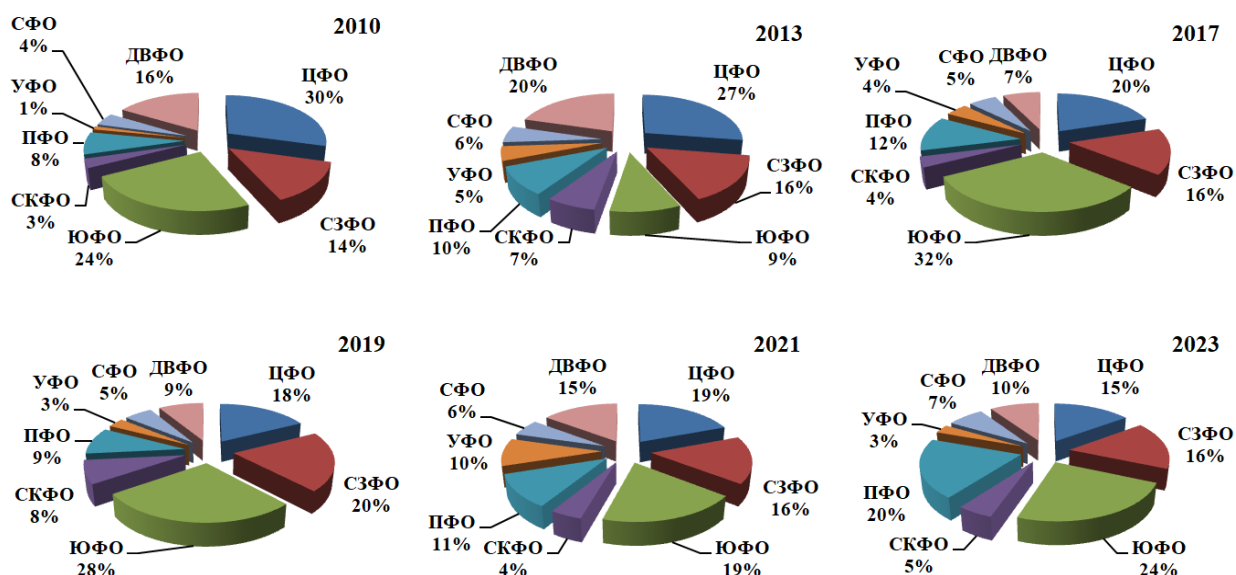 2010
ЦФО
30%
СЗФО
14%
ЮФО
24%
СКФО
3%
ПФО
8%
УФО
1%
СФО
4%
ДВФО
16%
2013
ЦФО
27%
СЗФО
16%
ЮФО
9%
СКФО
7%
ПФО
10%
УФО
5%
СФО
6%
ДВФО
20%
2017
ЦФО
20%
СЗФО
16%
ЮФО
32%
СКФО
4%
ПФО
12%
УФО
4%
СФО
5%
ДВФО
7%
2019
ЦФО
18%
СЗФО
20%
ЮФО
28%
СКФО
8%
ПФО
9%
УФО
3%
СФО
5%
ДВФО
9%
2021
ЦФО
19%
СЗФО
16%
ЮФО
19%
СКФО
4%
ПФО
11%
УФО
10%
СФО
6%
ДВФО
15%
2023
ЦФО
15%
СЗФО
16%
ЮФО
24%
СКФО
5%
ПФО
20%
УФО
3%
СФО
7%
ДВФО
10%